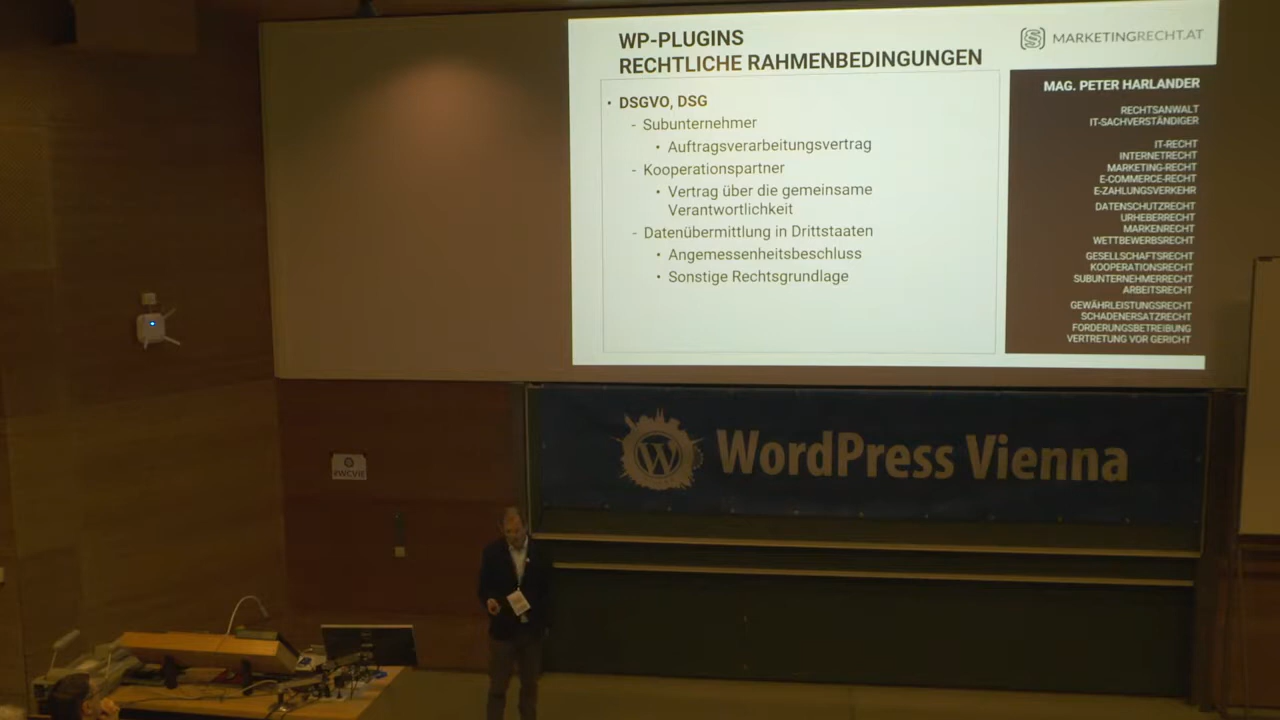 WP-PLUGINS
RECHTLICHE RAHMENBEDINGUNGEN
MARKETINGRECHT.AT
• DSGVO, DSG
- Subunternehmer
• Auftragsverarbeitungsvertrag
- Kooperationspartner
• Vertrag über die gemeinsame
Verantwortlichkeit
- Datenübermittlung in Drittstaaten
• Angemessenheitsbeschluss
• Sonstige Rechtsgrundlage
MAG. PETER HARLANDER
RECHTSANWALT
IT-SACHVERSTÄNDIGER
IT-RECHT
INTERNETRECHT
MARKETING-RECHT
E-COMMERCE-RECHT
E-ZAHLUNGSVERKEHR
DATENSCHUTZRECHT
URHEBERRECHT
MARKENRECHT
WETTBEWERBSRECHT
GESELLSCHAFTSRECHT
KOOPERATIONSRECHT
SUBUNTERNEHMERRECHT
ARBEITSRECHT
GEWÄHRLEISTUNGSRECHT
SCHADENERSATZRECHT
FORDERUNGSBETREIBUNG
VERTRETUNG VOR GERICHT
WordPress Vienna
#WCVIE